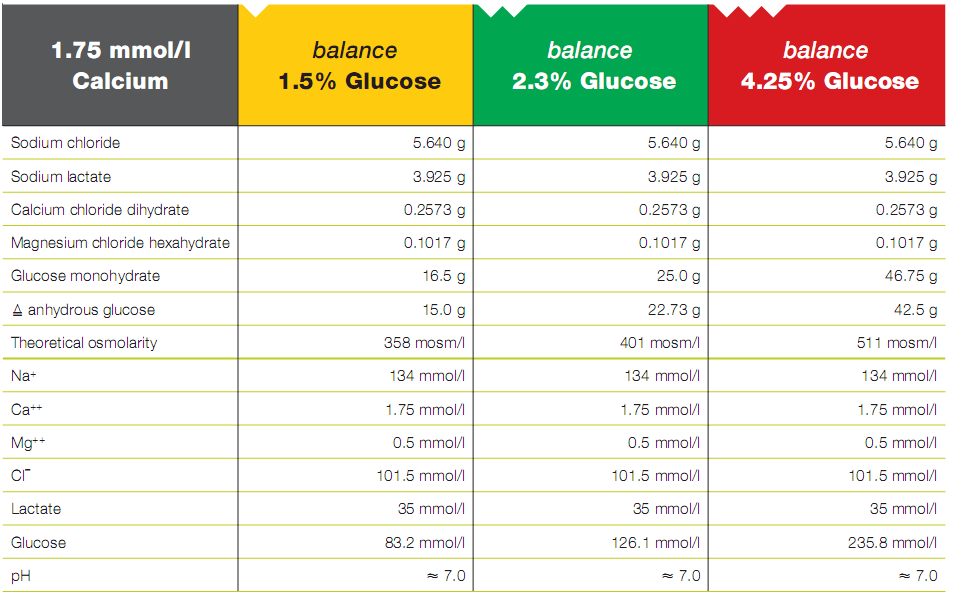 1.75 mmol/l
Calcium
balance
1.5% Glucose
balance
2.3% Glucose
balance
4.25% Glucose
Sodium chloride 5.640 g 5.640 g 5.640 g
Sodium lactate 3.925 g 3.925 g 3.925 g
Calcium chloride dihydrate 0.2573 g 0.2573 g 0.2573 g
Magnesium chloride hexahydrate 0.1017 g 0.1017 g 0.1017 g
Glucose monohydrate 16.5 g 25.0 g 46.75 g
≙ anhydrous glucose 15.0 g 22.73 g 42.5 g
Theoretical osmolarity 358 mosm/l 401 mosm/l 511 mosm/l
Na⁺ 134 mmol/l 134 mmol/l 134 mmol/l
Ca⁺⁺ 1.75 mmol/l 1.75 mmol/l 1.75 mmol/l
Mg⁺⁺ 0.5 mmol/l 0.5 mmol/l 0.5 mmol/l
Cl⁻ 101.5 mmol/l 101.5 mmol/l 101.5 mmol/l
Lactate 35 mmol/l 35 mmol/l 35 mmol/l
Glucose 83.2 mmol/l 126.1 mmol/l 235.8 mmol/l
pH ≈ 7.0 ≈ 7.0 ≈ 7.0